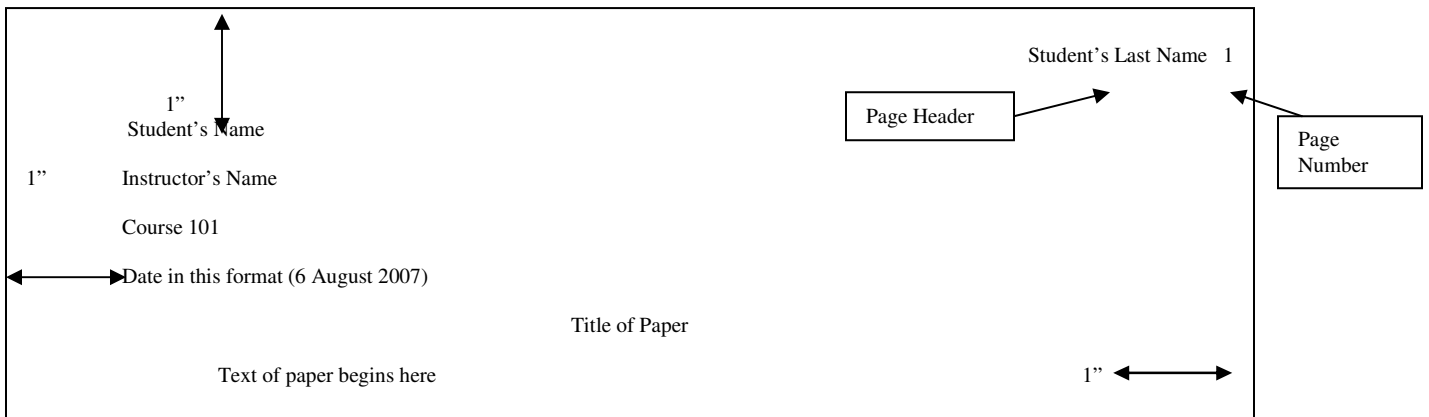 Student’s Last Name 1
1”
Page Header
Student’s Name
Page
Number
1”
Instructor’s Name
Course 101
Date in this format (6 August 2007)
Title of Paper
Text of paper begins here
1”